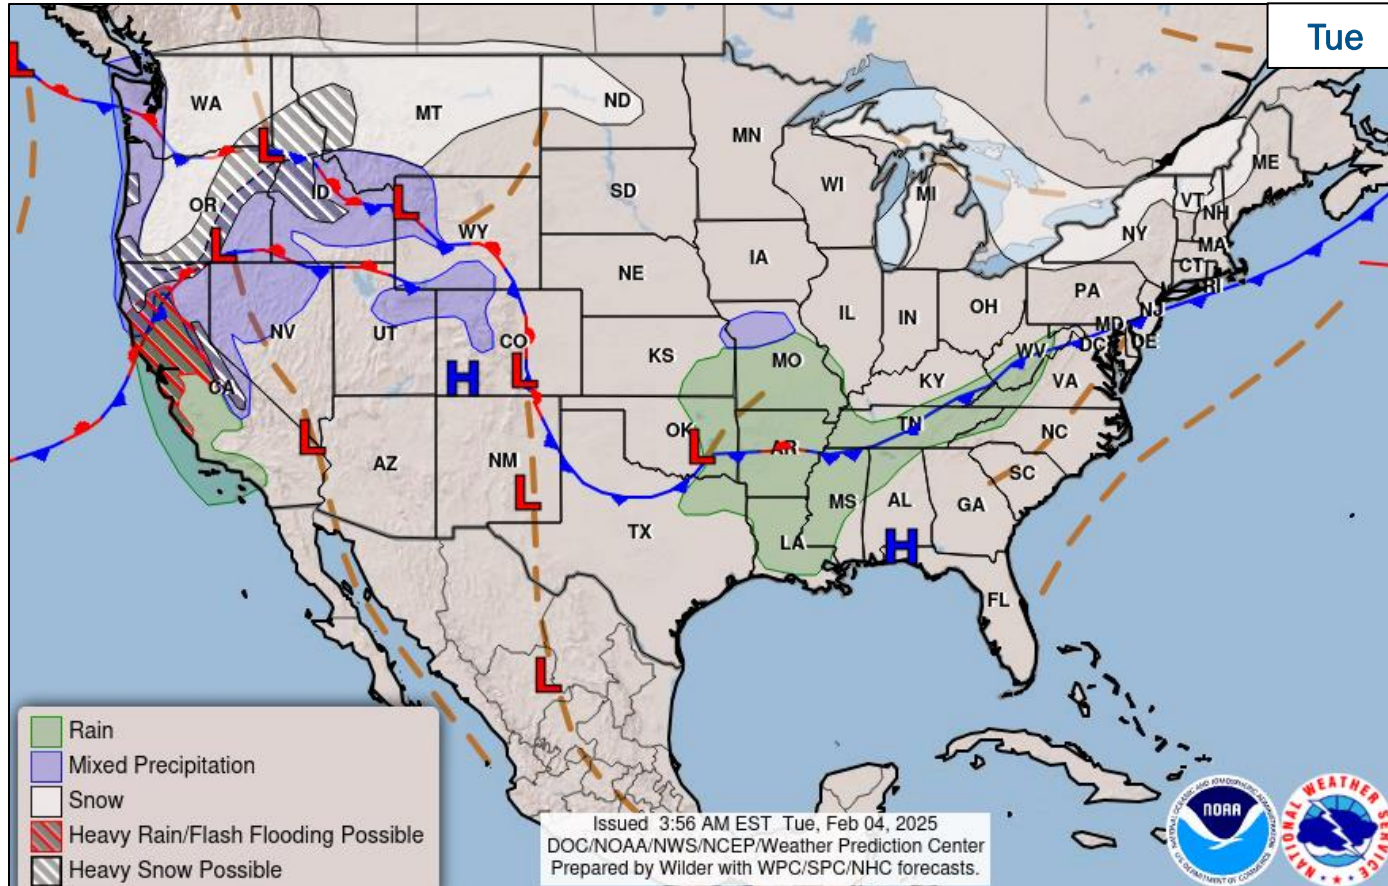 Tue
L
WA
MT
ND
MN
ME
L
ID
SD
WI
MI
VT
NH
OR
L
WY
NY
MA
L
IA
CT
RI
NE
PA
NV
UT
CO
IL
IN
OH
NJ
MD
DE
DC
KS
MO
WV
CA
H
L
KY
VA
L
OK
L
AR
TN
NC
AZ
NM
SC
L
TX
MS
AL
GA
LA
H
FL
L
Rain
Mixed Precipitation
Snow
Heavy Rain/Flash Flooding Possible
Heavy Snow Possible
Issued 3:56 AM EST Tue, Feb 04, 2025
DOC/NOAA/NWS/NCEP/Weather Prediction Center
Prepared by Wilder with WPC/SPC/NHC forecasts.
NOAA
NATIONAL WEATHER SERVICE